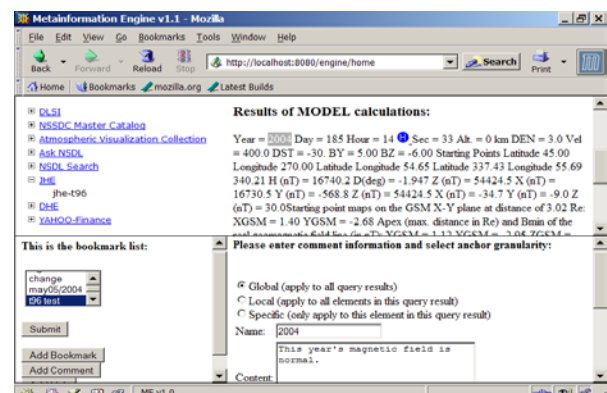 Metainformation Engine v1.1 - Mozilla
File Edit View Go Bookmarks Tools Window Help
Back Forward Reload Stop http://localhost:8080/engine/home Search Print
Home Bookmarks mozilla.org Latest Builds
DLSI
NSSDC Master Catalog
Atmospheric Visualization Collection
Ask NSDL
NSDL Search
JHE
jhe-t96
DHE
YAHOO-Finance
Results of MODEL calculations:
Year = 2004 Day = 185 Hour = 14 Sec = 33 Alt. = 0 km DEN = 3.0 Vel
= 400.0 DST = -30. BY = 5.00 BZ = -6.00 Starting Points Latitude 45.00
Longitude 270.00 Latitude Longitude 54.65 Latitude 337.43 Longitude 55.69
340.21 H (nT) = 16740.2 D(deg) = -1.947 Z (nT) = 54424.5 X (nT) =
16730.5 Y (nT) = -568.8 Z (nT) = 54424.5 X (nT) = -34.7 Y (nT) = -9.0 Z
(nT) = 30.0Starting point maps on the GSM X-Y plane at distance of 3.02 Re:
XGSM = 1.40 YGSM = -2.68 Apex (max. distance in Re) and Bmin of the
This is the bookmark list:
change
may05/2004
t96 test
Submit
Add Bookmark
Add Comment
Please enter comment information and select anchor granularity:
Global (apply to all query results)
Local (apply to all elements in this query result)
Specific (only apply to this element in this query result)
Name: 2004
This year's magnetic field is
normal.
Content: